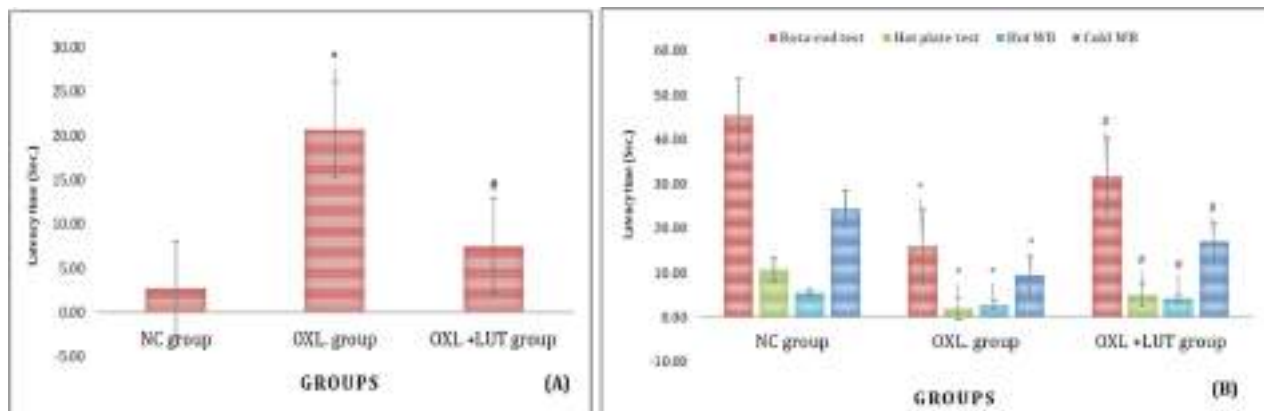 30.00
25.00
20.00
15.00
10.00
5.00
0.00
-5.00
Latency time (Sec.)
*
#
NC group
OXL group
OXL +LUT group
GROUPS
(A)
Rota-rod test
Hot plate test
Hot WB
Cold WB
60.00
50.00
40.00
30.00
20.00
10.00
0.00
-10.00
Latency time (Sec.)
*
*
*
*
#
#
#
#
NC group
OXL group
OXL +LUT group
GROUPS
(B)